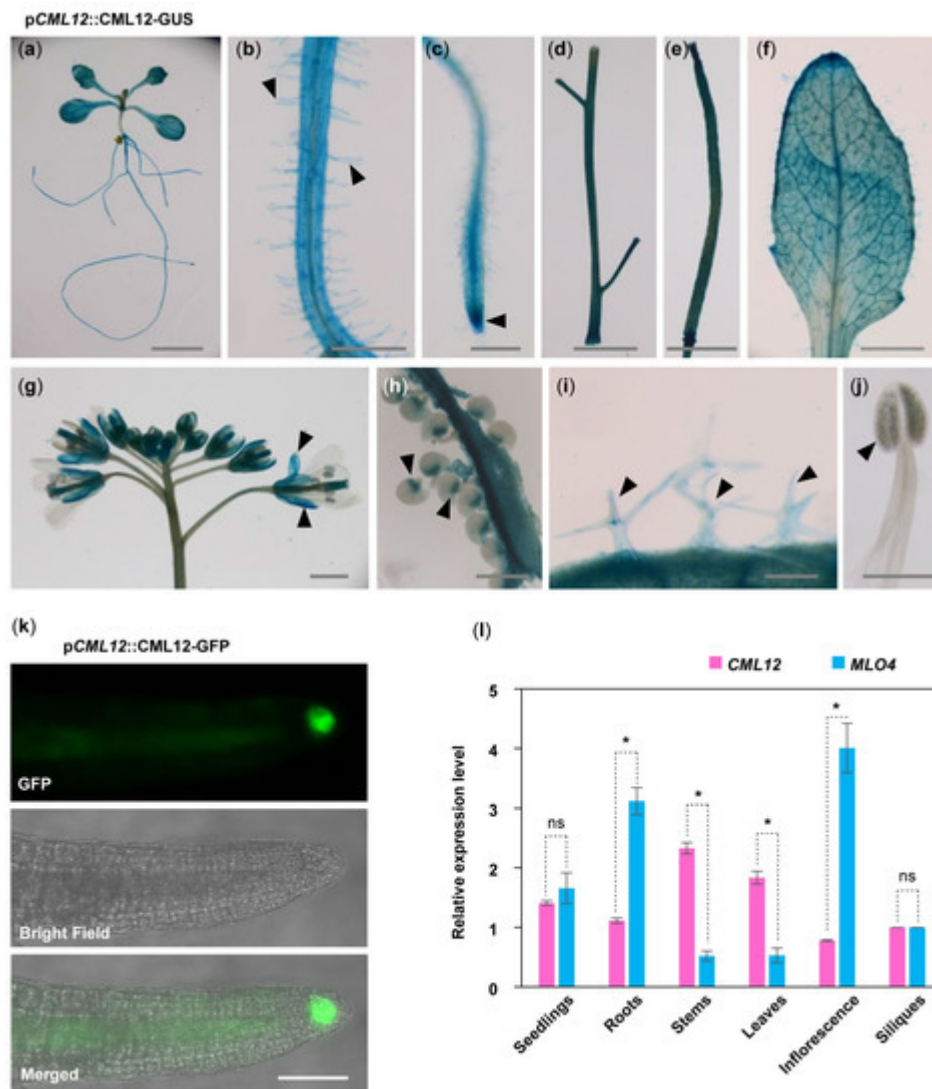 pCML12::CML12-GUS
(a) (b) (c) (d) (e) (f)
(g) (h) (i) (j)
(k)
pCML12::CML12-GFP
GFP
Bright Field
Merged
(l)
CML12 MLO4
Relative expression level
5
4
3
2
1
0
ns * * * * ns
Seedlings Roots Stems Leaves Inflorescence Siliques